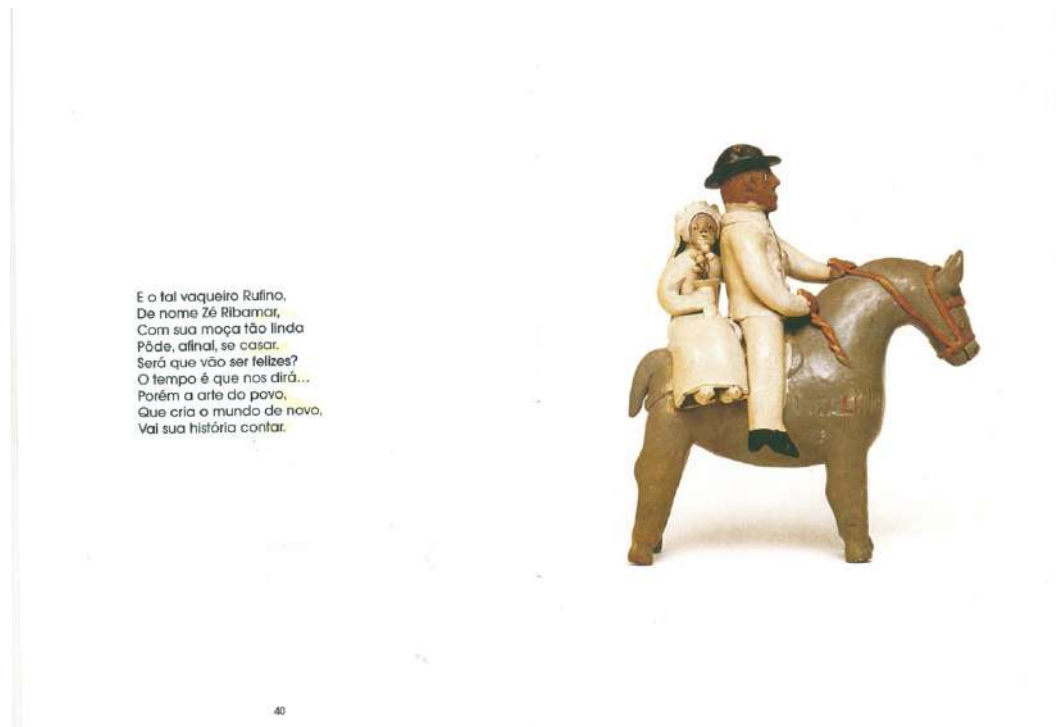 E o tal vaqueiro Rufino,
De nome Zé Ribamar,
Com sua moça tão linda
Pôde, afinal, se casar.
Será que vão ser felizes?
O tempo é que nos dirá...
Porém a arte do povo,
Que cria o mundo de novo,
Vai sua história contar.
40